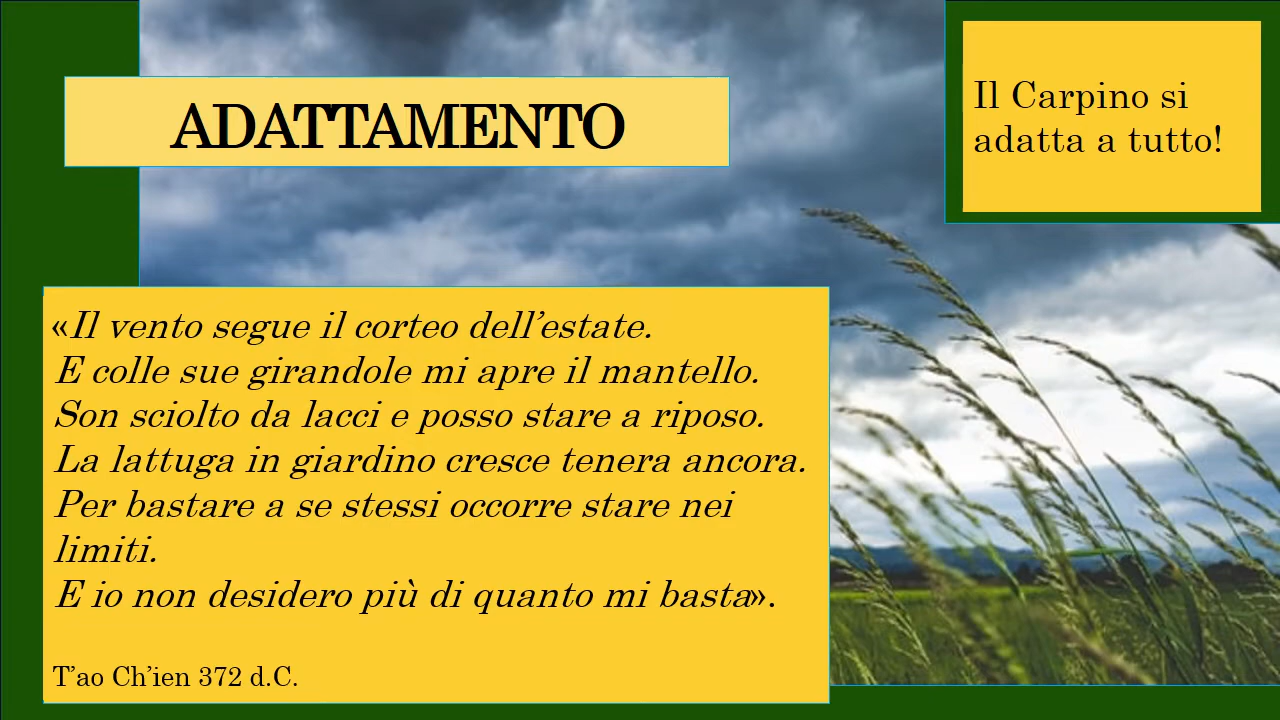 ADATTAMENTO
Il Carpino si
adatta a tutto!
«Il vento segue il corteo dell’estate.
E colle sue girandole mi apre il mantello.
Son sciolto da lacci e posso stare a riposo.
La lattuga in giardino cresce tenera ancora.
Per bastare a se stessi occorre stare nei
limiti.
E io non desidero più di quanto mi basta».
T’ao Ch’ien 372 d.C.